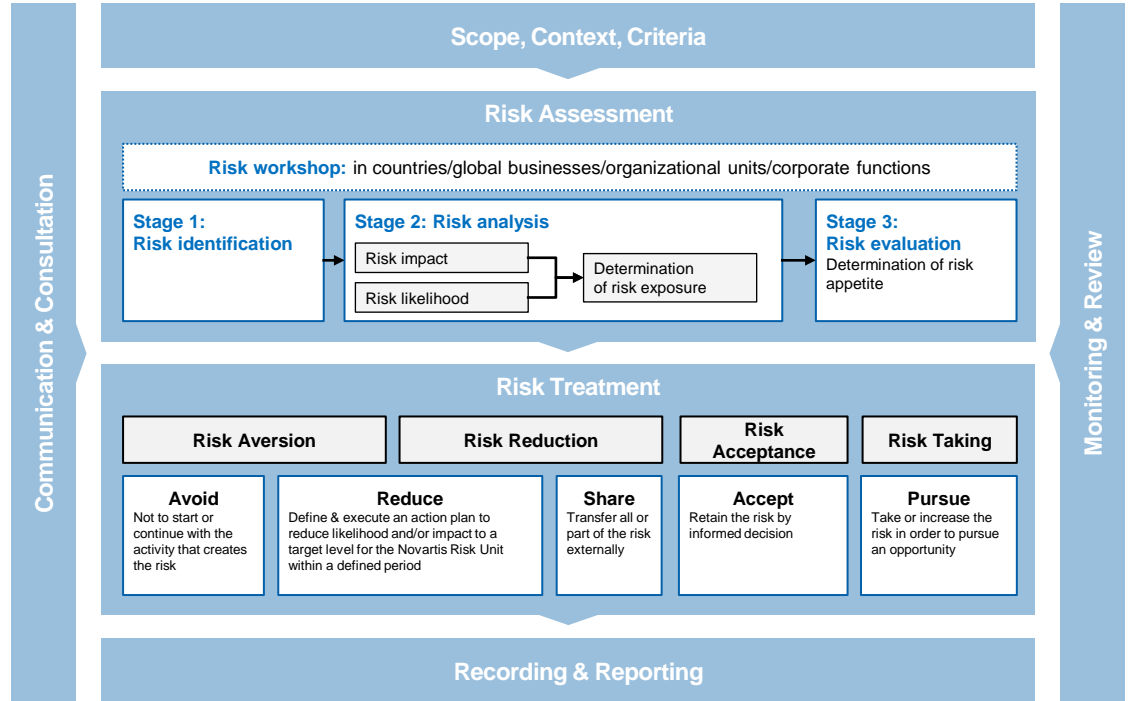 Scope, Context, Criteria
Communication & Consultation
Monitoring & Review
Risk Assessment
Risk workshop: in countries/global businesses/organizational units/corporate functions
Stage 1:
Risk identification
Stage 2: Risk analysis
Risk impact
Risk likelihood
Determination
of risk exposure
Stage 3:
Risk evaluation
Determination of risk
appetite
Risk Treatment
Risk Aversion
Risk Reduction
Risk
Acceptance
Risk Taking
Avoid
Not to start or
continue with the
activity that creates
the risk
Reduce
Define & execute an action plan to
reduce likelihood and/or impact to a
target level for the Novartis Risk Unit
within a defined period
Share
Transfer all or
part of the risk
externally
Accept
Retain the risk by
informed decision
Pursue
Take or increase the
risk in order to pursue
an opportunity
Recording & Reporting